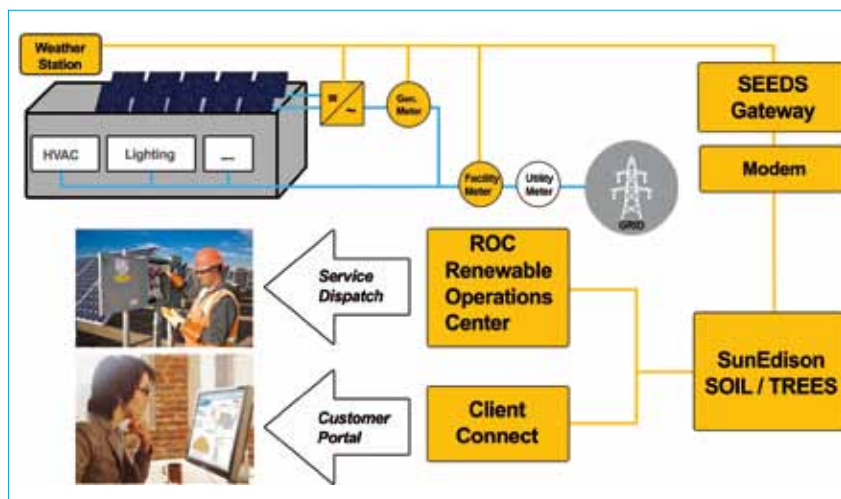 Weather
Station
SEEDS
Gateway
=
~
Gen.
Meter
HVAC
Lighting
....
Modem
Facility
Meter
Utility
Meter
GRID
ROC
Renewable
Operations
Center
Service
Dispatch
SunEdison
SOIL / TREES
Client
Connect
Customer
Portal